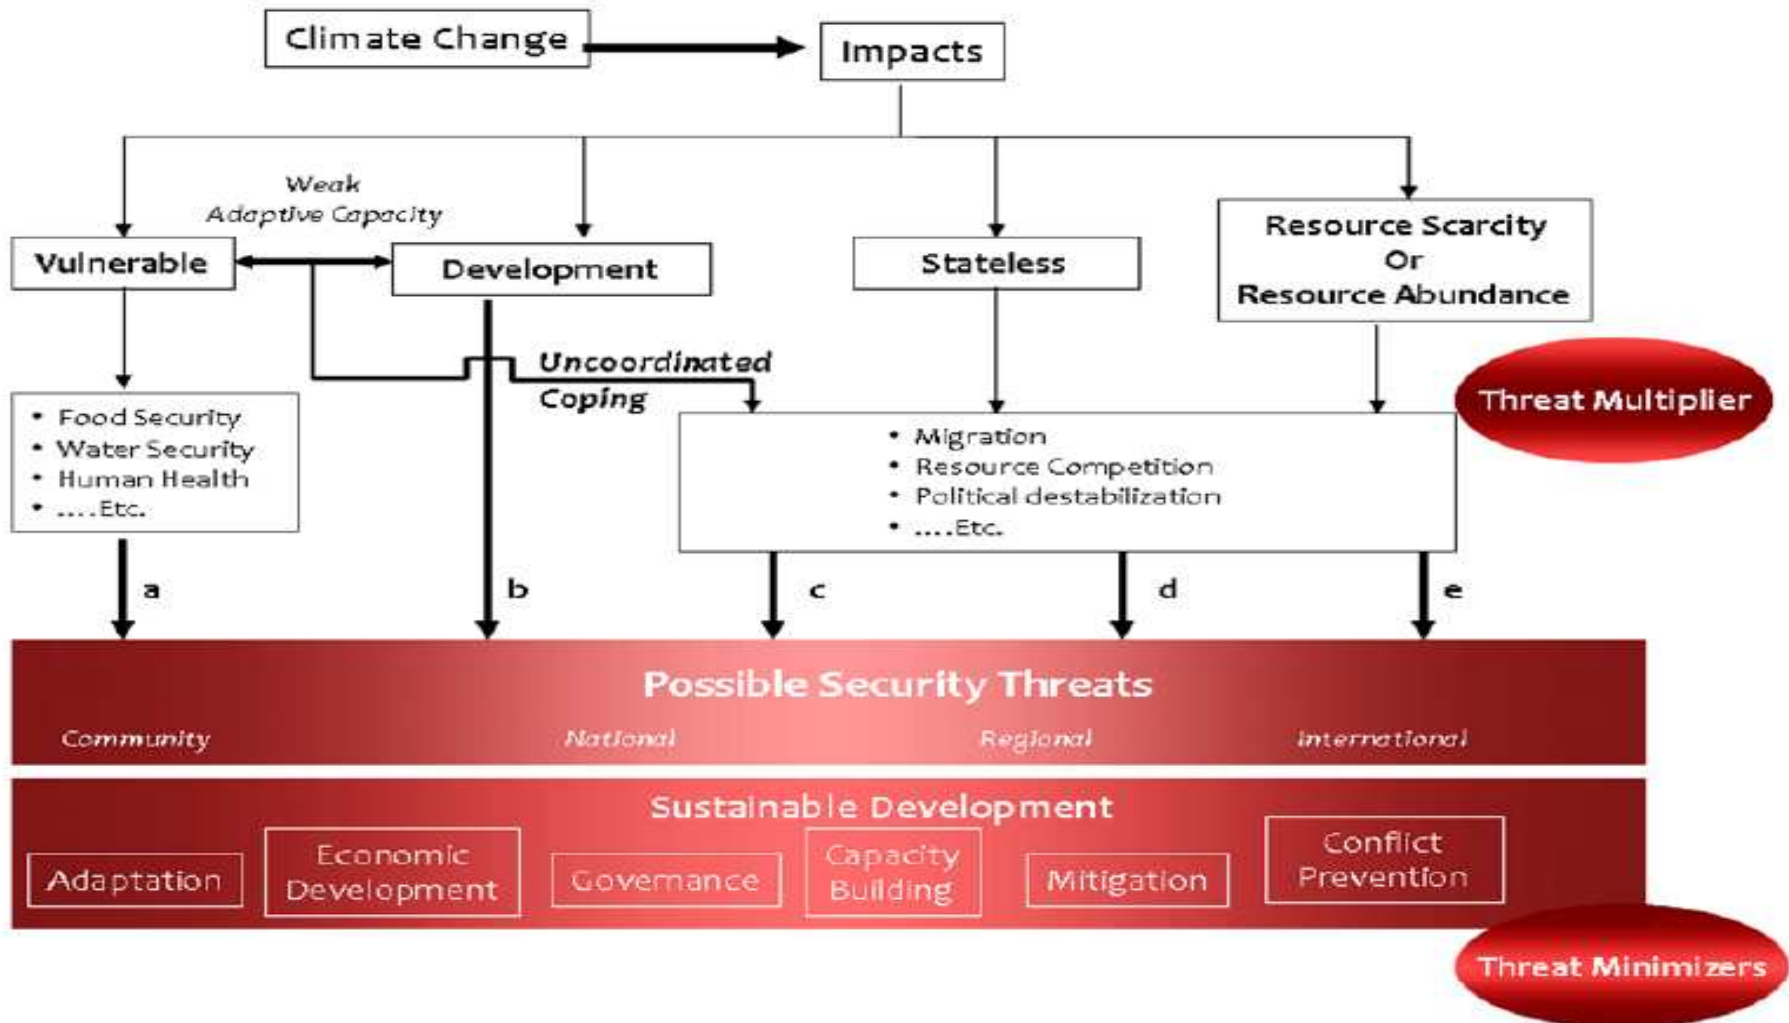 Climate Change
Impacts
Weak
Adaptive Capacity
Vulnerable
Development
Stateless
Resource Scarcity
Or
Resource Abundance
Uncoordinated
Coping
Threat Multiplier
• Food Security
• Water Security
• Human Health
• ....Etc.
• Migration
• Resource Competition
• Political destabilization
• ....Etc.
a
b
c
d
e
Possible Security Threats
Community
National
Regional
International
Sustainable Development
Adaptation
Economic
Development
Governance
Capacity
Building
Mitigation
Conflict
Prevention
Threat Minimizers